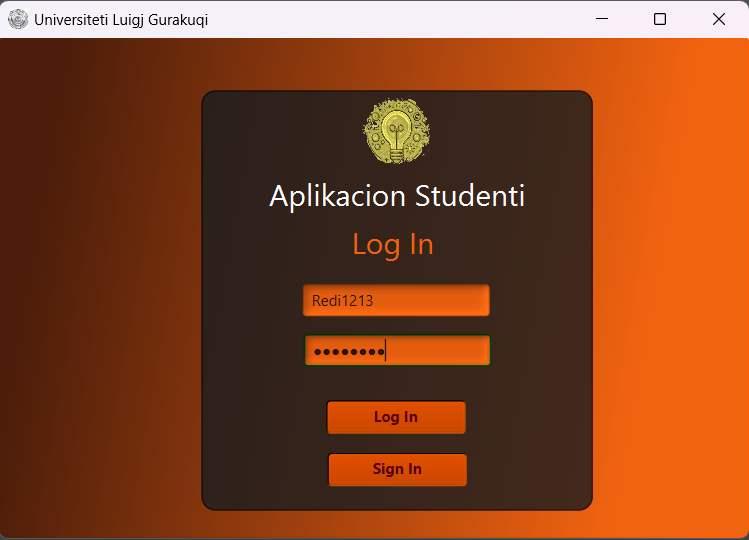 Universiteti Luigj Gurakuqi
Aplikacion Studenti
Log In
Redi1213
••••••••
Log In
Sign In